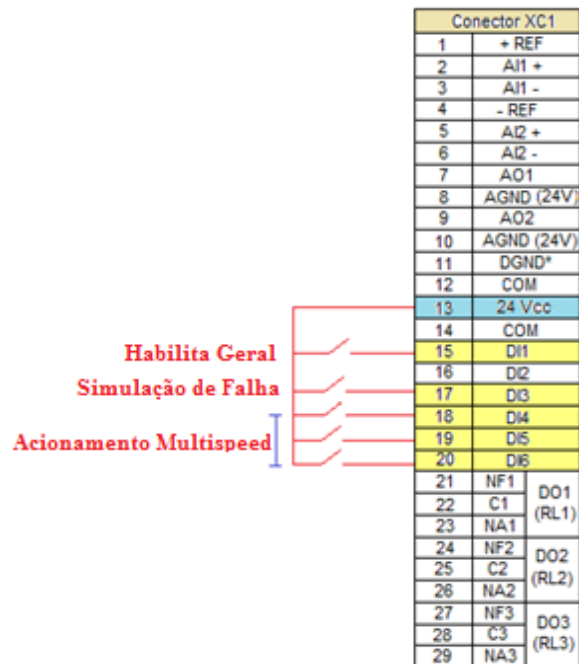 Conector XC1
1 + REF
2 AI1 +
3 AI1 -
4 - REF
5 AI2 +
6 AI2 -
7 AO1
8 AGND (24V)
9 AO2
10 AGND (24V)
11 DGND*
12 COM
13 24 Vcc
14 COM
Habilita Geral 15 DI1
16 DI2
Simulação de Falha 17 DI3
18 DI4
Acionamento Multispeed 19 DI5
20 DI6
21 NF1
22 C1
23 NA1
DO1
(RL1)
24 NF2
25 C2
26 NA2
DO2
(RL2)
27 NF3
28 C3
29 NA3
DO3
(RL3)